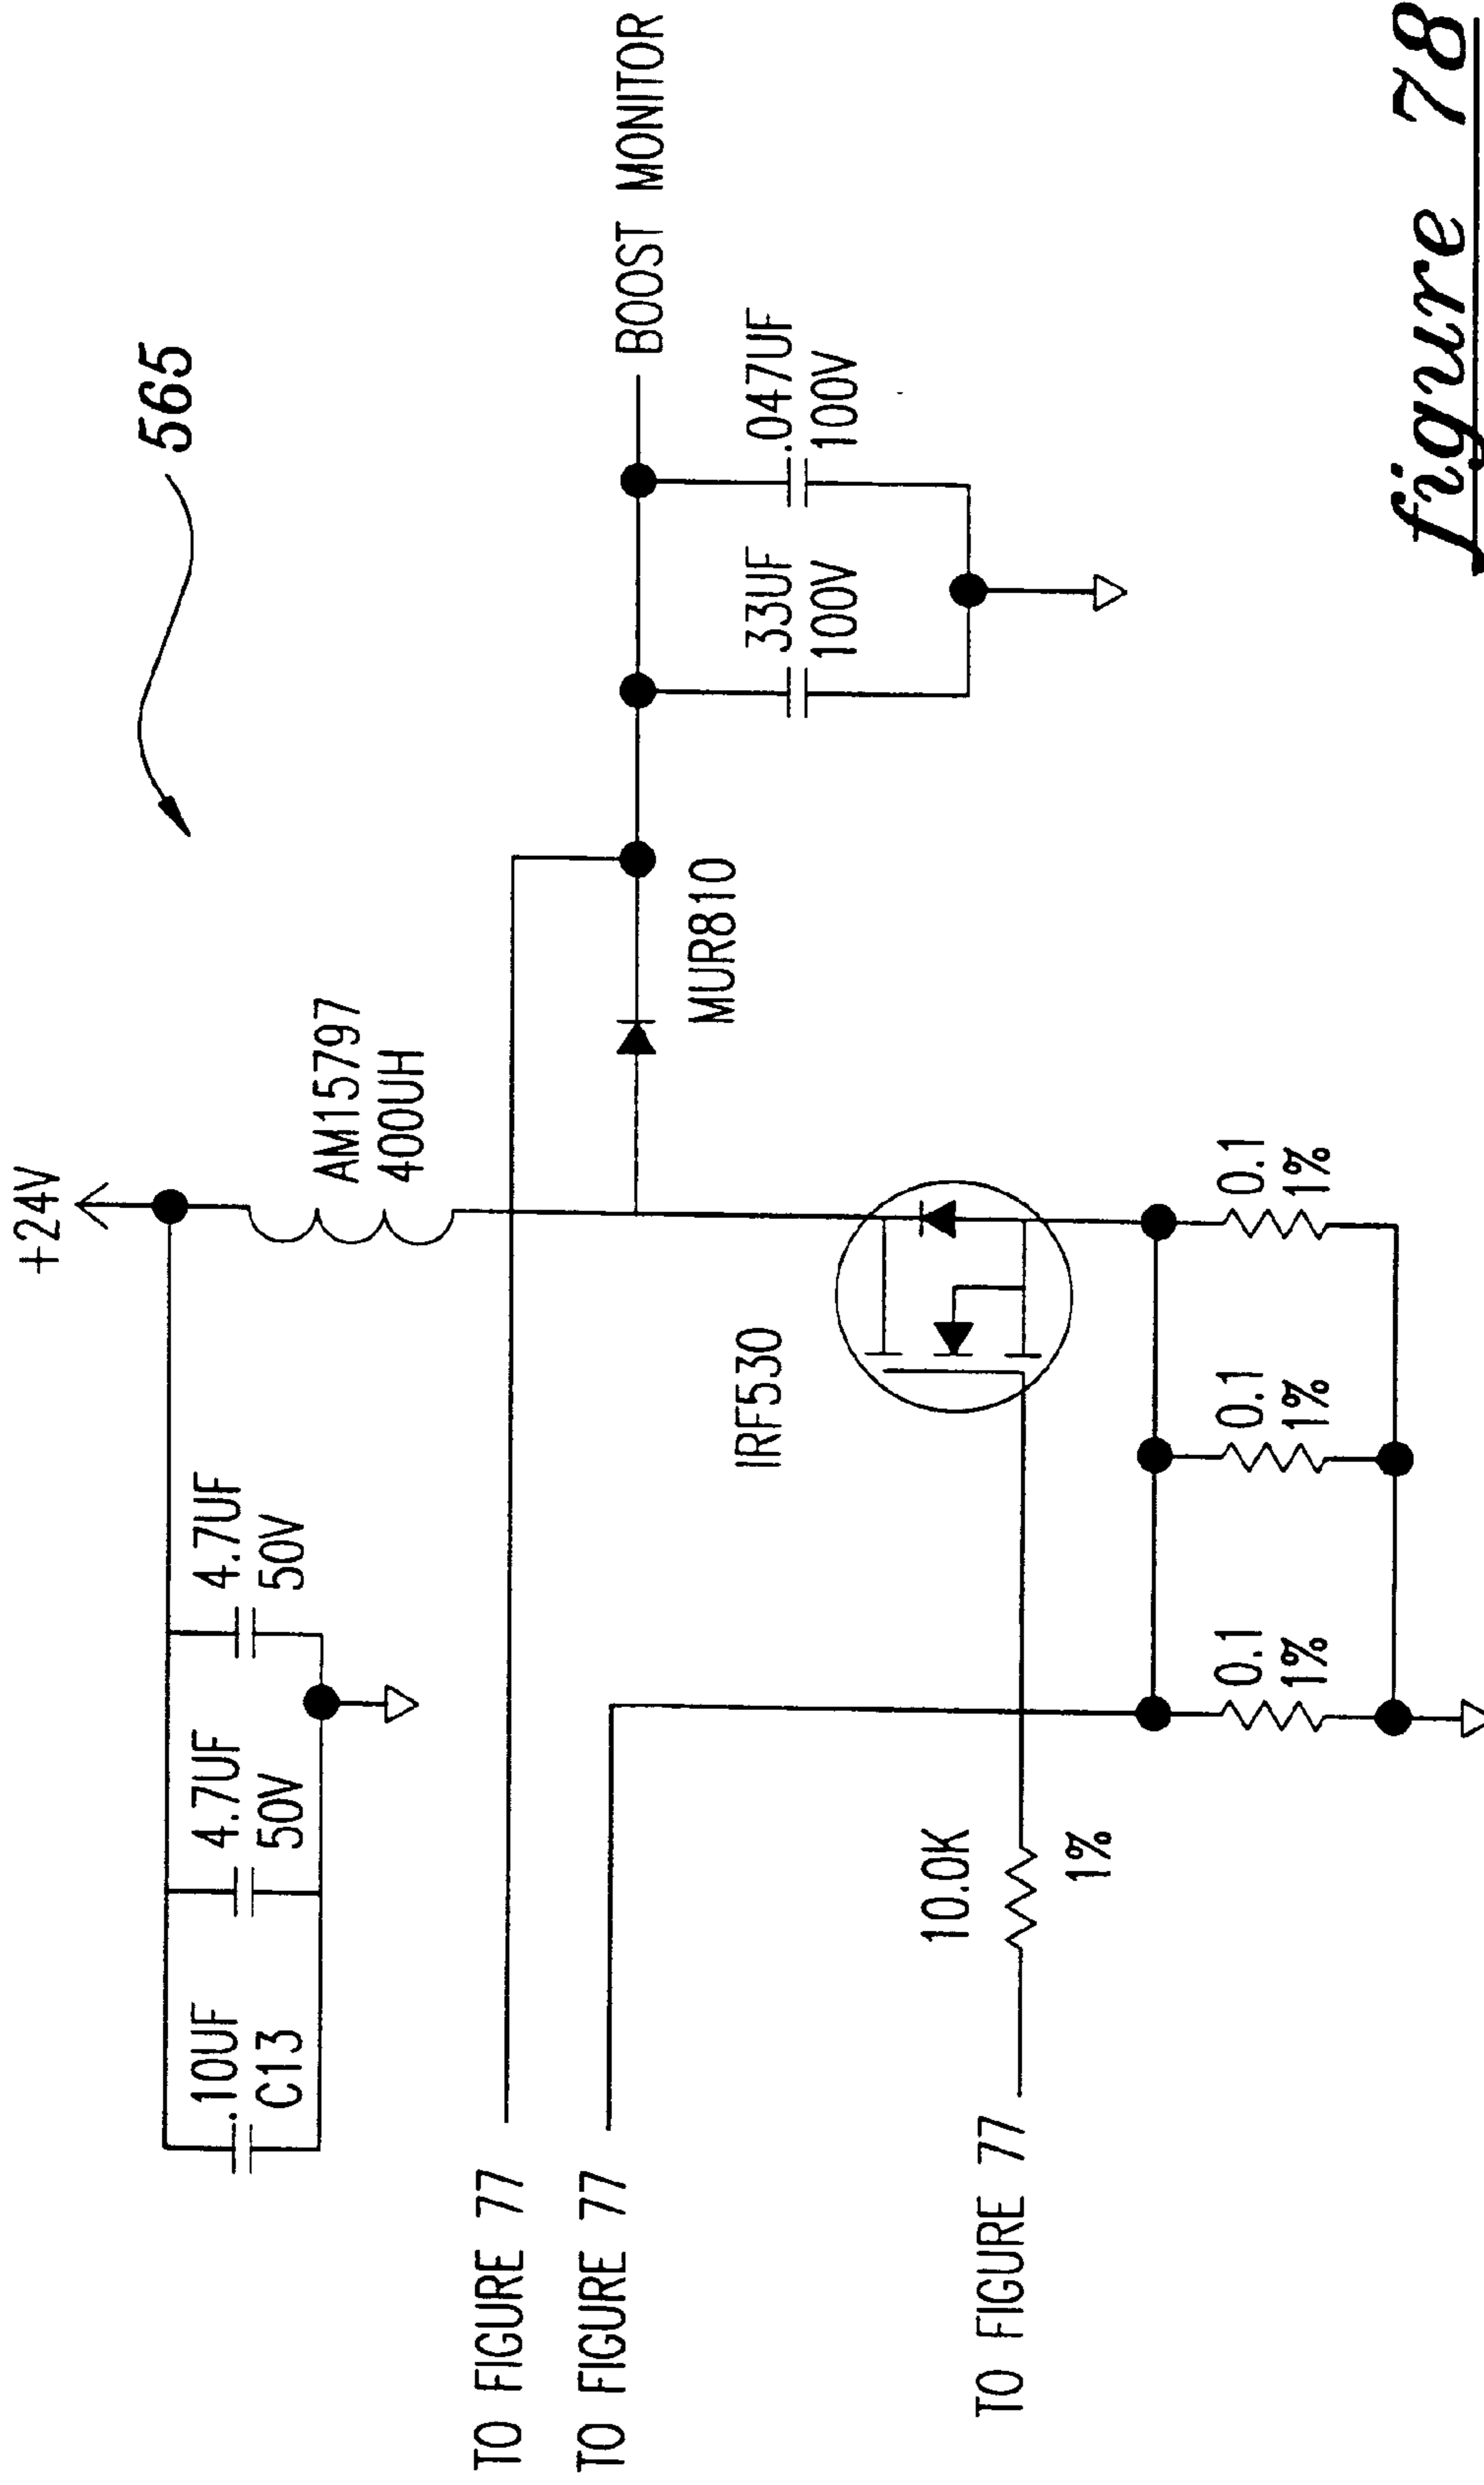 +24V
565
.10UF
C13
4.7UF
50V
4.7UF
50V
AM15797
400UH
TO FIGURE 77
TO FIGURE 77
BOOST MONITOR
MUR810
33UF
100V
.047UF
100V
IRF530
10.0K
1%
TO FIGURE 77
0.1
1%
0.1
1%
0.1
1%
figure 78